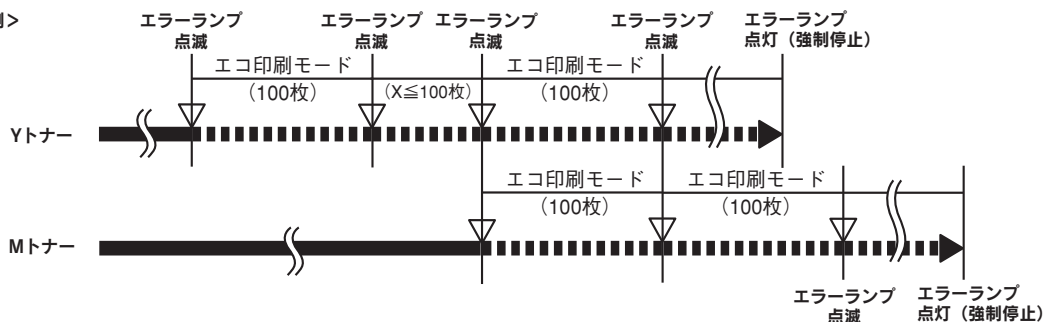 例>
エラーランプ
点滅
エラーランプ
点滅
エラーランプ
点滅
エラーランプ
点滅
エラーランプ
点灯（強制停止）
エコ印刷モード
（100枚）
（X≦100枚）
エコ印刷モード
（100枚）
Yトナー
エコ印刷モード
（100枚）
エコ印刷モード
（100枚）
Mトナー
エラーランプ
点滅
エラーランプ
点灯（強制停止）